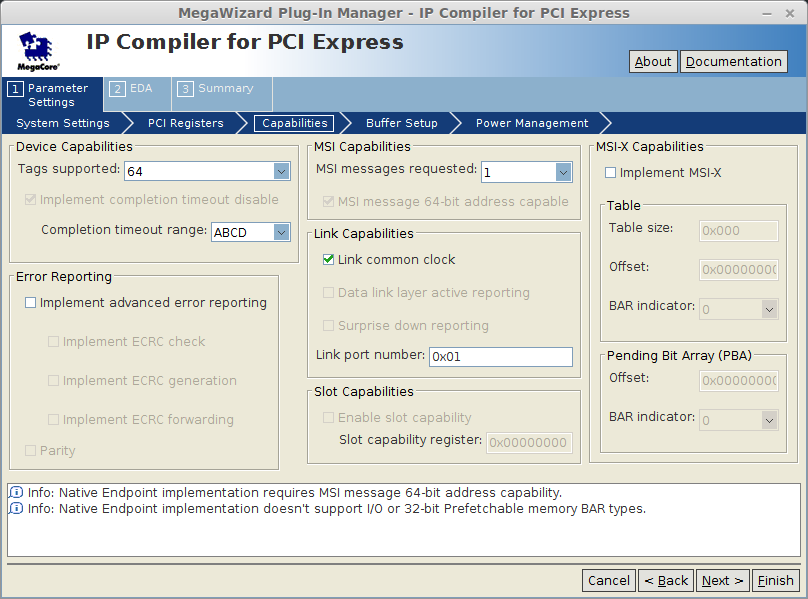 MegaWizard Plug-In Manager - IP Compiler for PCI Express
MegaCore®
IP Compiler for PCI Express
About
Documentation
1 Parameter Settings
2 EDA
3 Summary
System Settings
PCI Registers
Capabilities
Buffer Setup
Power Management
Device Capabilities
Tags supported: 64
Implement completion timeout disable
Completion timeout range: ABCD
Error Reporting
Implement advanced error reporting
Implement ECRC check
Implement ECRC generation
Implement ECRC forwarding
Parity
MSI Capabilities
MSI messages requested: 1
MSI message 64-bit address capable
Link Capabilities
Link common clock
Data link layer active reporting
Surprise down reporting
Link port number: 0x01
Slot Capabilities
Enable slot capability
Slot capability register: 0x00000000
MSI-X Capabilities
Implement MSI-X
Table
Table size: 0x000
Offset: 0x00000000
BAR indicator: 0
Pending Bit Array (PBA)
Offset: 0x00000000
BAR indicator: 0
Info: Native Endpoint implementation requires MSI message 64-bit address capability.
Info: Native Endpoint implementation doesn't support I/O or 32-bit Prefetchable memory BAR types.
Cancel
< Back
Next >
Finish